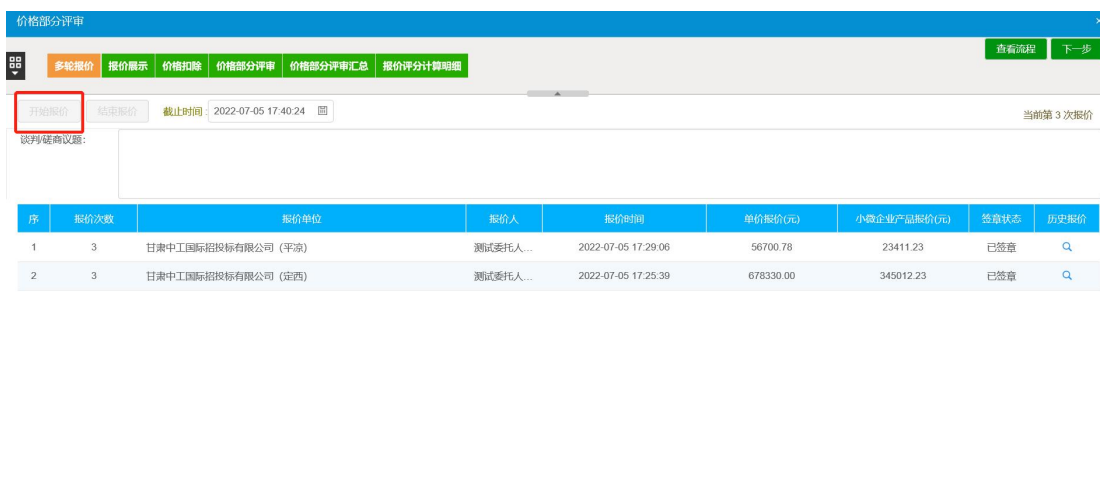 价格部分评审
查看流程 下一步
多轮报价 报价展示 价格扣除 价格部分评审 价格部分评审汇总 报价评分计算明细
开始报价 结束报价 截止时间: 2022-07-05 17:40:24 当前第 3 次报价
谈判/磋商议题:
序 报价次数 报价单位 报价人 报价时间 单价报价(元) 小微企业产品报价(元) 签章状态 历史报价
1 3 甘肃中工国际招投标有限公司（平凉） 测试委托人... 2022-07-05 17:29:06 56700.78 23411.23 已签章
2 3 甘肃中工国际招投标有限公司（定西） 测试委托人... 2022-07-05 17:25:39 678330.00 345012.23 已签章